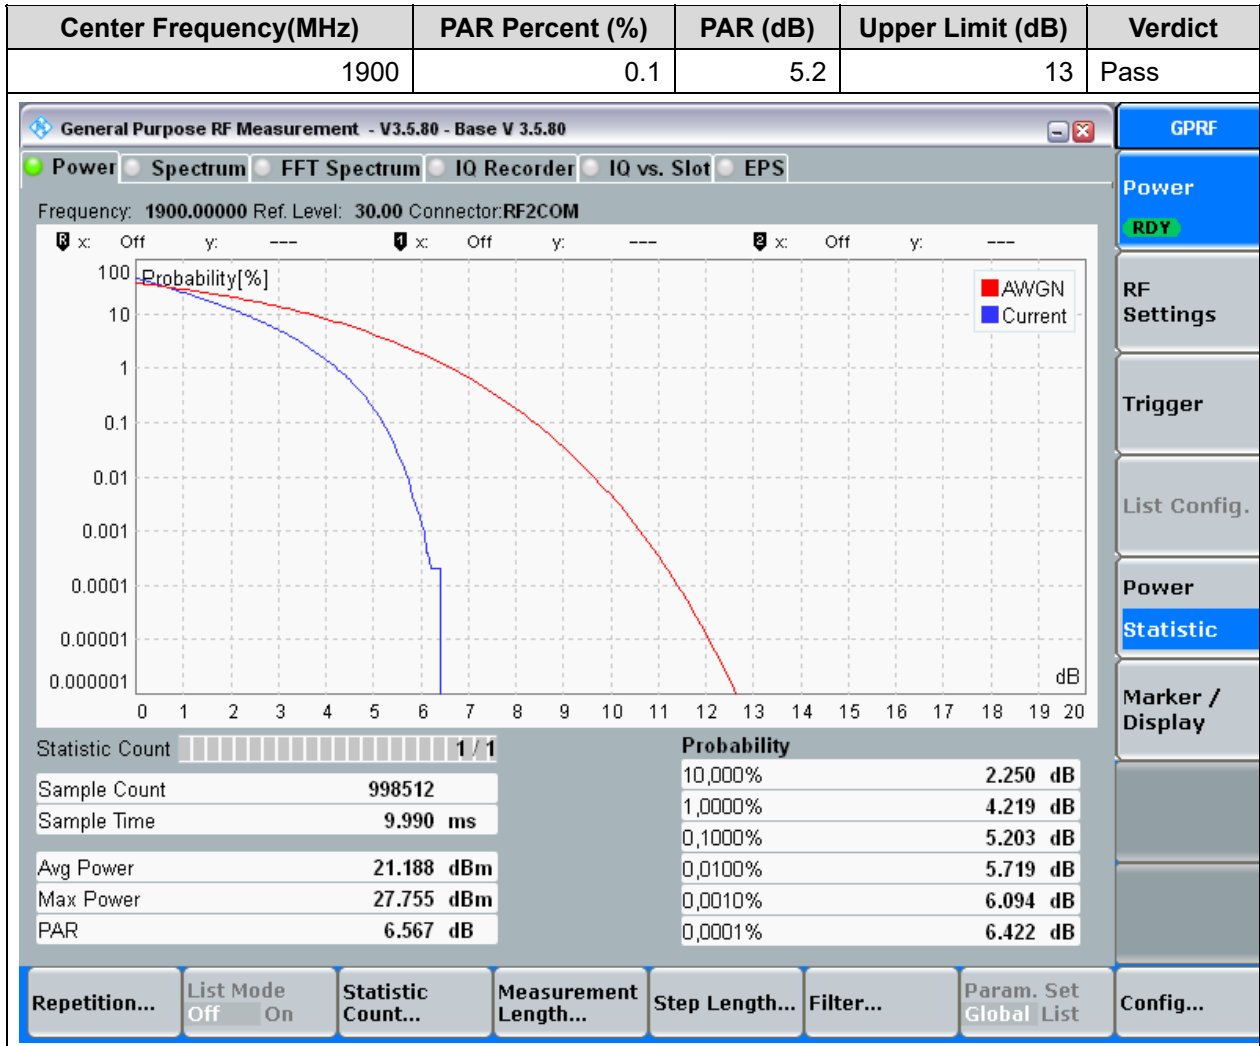 Center Frequency(MHz) PAR Percent (%) PAR (dB) Upper Limit (dB) Verdict
1900 0.1 5.2 13 Pass
General Purpose RF Measurement - V3.5.80 - Base V 3.5.80
GPRF
Power Spectrum FFT Spectrum IQ Recorder IQ vs. Slot EPS
Power
RDY
Frequency: 1900.00000 Ref. Level: 30.00 Connector:RF2COM
R x: Off y: --- 1 x: Off y: --- 2 x: Off y: ---
100 Probability[%]
AWGN
Current
10
1
0.1
0.01
0.001
0.0001
0.00001
0.000001
dB
0 1 2 3 4 5 6 7 8 9 10 11 12 13 14 15 16 17 18 19 20
RF
Settings
Trigger
List Config.
Power
Statistic
Marker /
Display
Statistic Count 1 / 1
Sample Count 998512
Sample Time 9.990 ms
Avg Power 21.188 dBm
Max Power 27.755 dBm
PAR 6.567 dB
Probability
10,000% 2.250 dB
1,0000% 4.219 dB
0,1000% 5.203 dB
0,0100% 5.719 dB
0,0010% 6.094 dB
0,0001% 6.422 dB
Repetition...
List Mode
Off On
Statistic
Count...
Measurement
Length...
Step Length...
Filter...
Param. Set
Global List
Config...